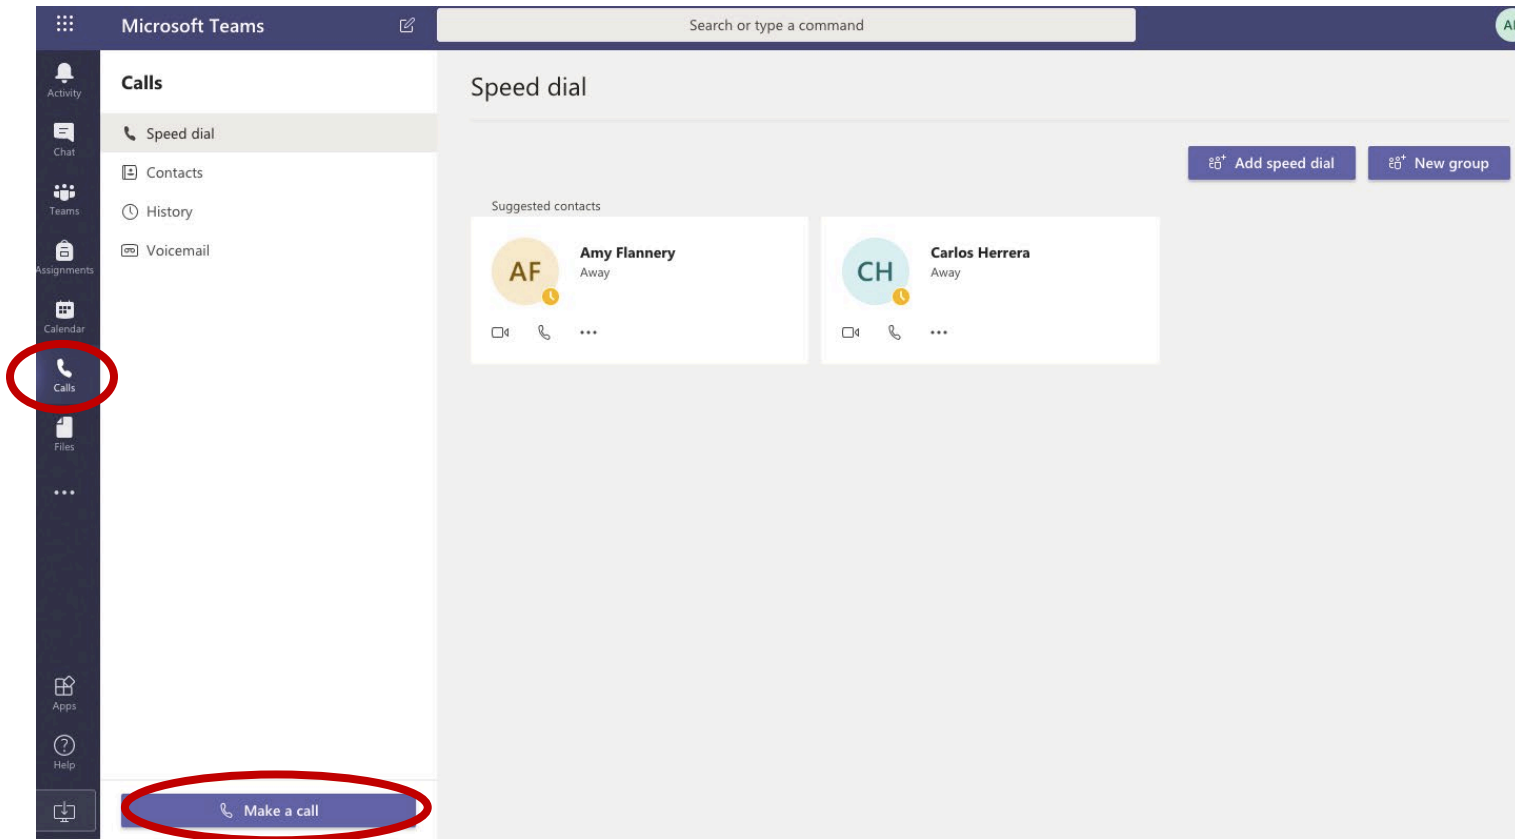 Microsoft Teams
Search or type a command
Activity
Chat
Teams
Assignments
Calendar
Calls
Files
Apps
Help
Calls
Speed dial
Contacts
History
Voicemail
Make a call
Speed dial
Add speed dial
New group
Suggested contacts
AF
Amy Flannery
Away
CH
Carlos Herrera
Away